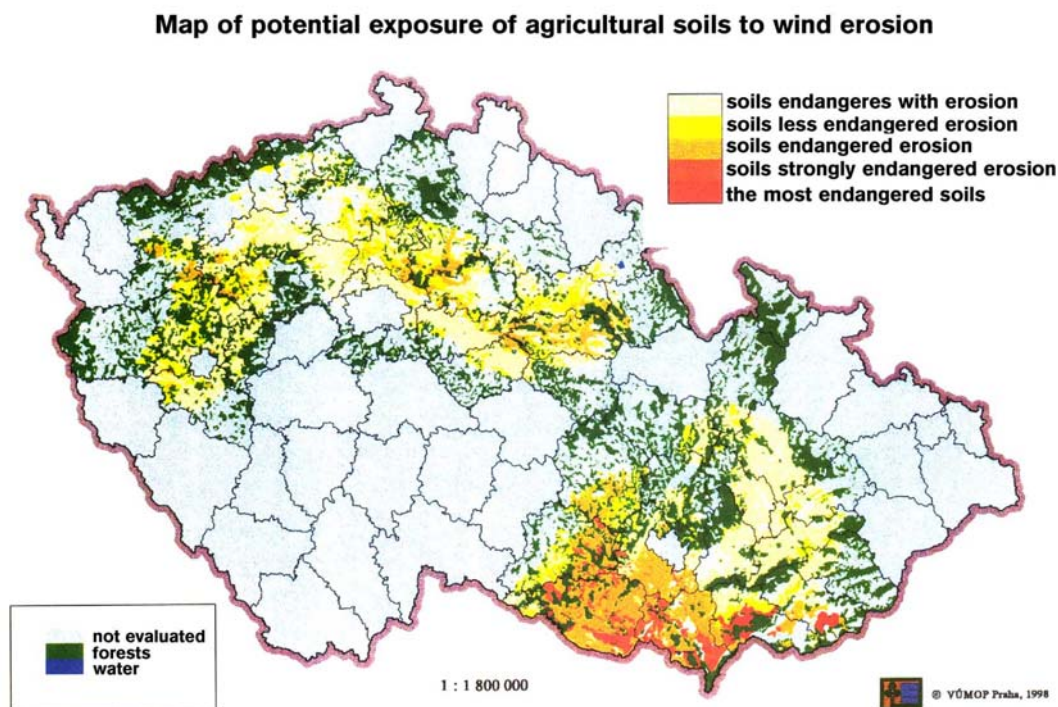 Map of potential exposure of agricultural soils to wind erosion
soils endangeres with erosion
soils less endangered erosion
soils endangered erosion
soils strongly endangered erosion
the most endangered soils
not evaluated
forests
water
1 : 1 800 000
© VÚMOP Praha, 1998